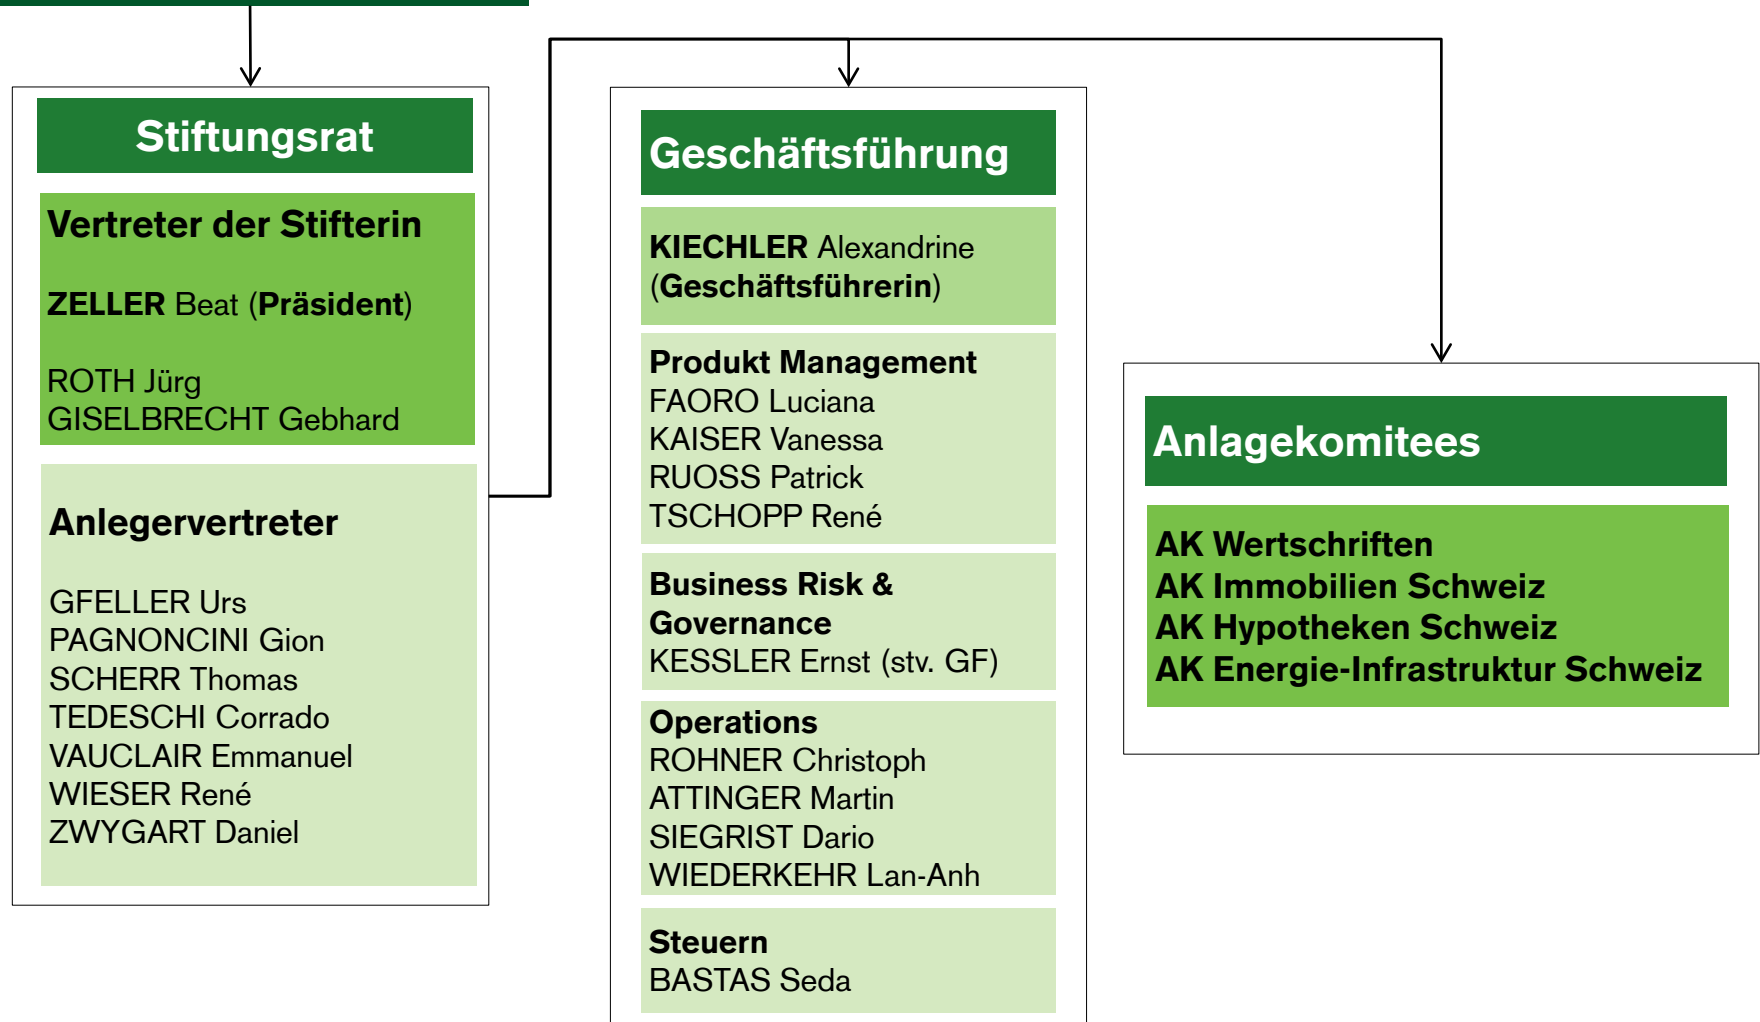 Stiftungsrat
Vertreter der Stifterin
ZELLER Beat (Präsident)
ROTH Jürg
GISELBRECHT Gebhard
Anlegervertreter
GFELLER Urs
PAGNONCINI Gion
SCHERR Thomas
TEDESCHI Corrado
VAUCLAIR Emmanuel
WIESER René
ZWYGART Daniel
Geschäftsführung
KIECHLER Alexandrine
(Geschäftsführerin)
Produkt Management
FAORO Luciana
KAISER Vanessa
RUOSS Patrick
TSCHOPP René
Business Risk &
Governance
KESSLER Ernst (stv. GF)
Operations
ROHNER Christoph
ATTINGER Martin
SIEGRIST Dario
WIEDERKEHR Lan-Anh
Steuern
BASTAS Seda
Anlagekomitees
AK Wertschriften
AK Immobilien Schweiz
AK Hypotheken Schweiz
AK Energie-Infrastruktur Schweiz